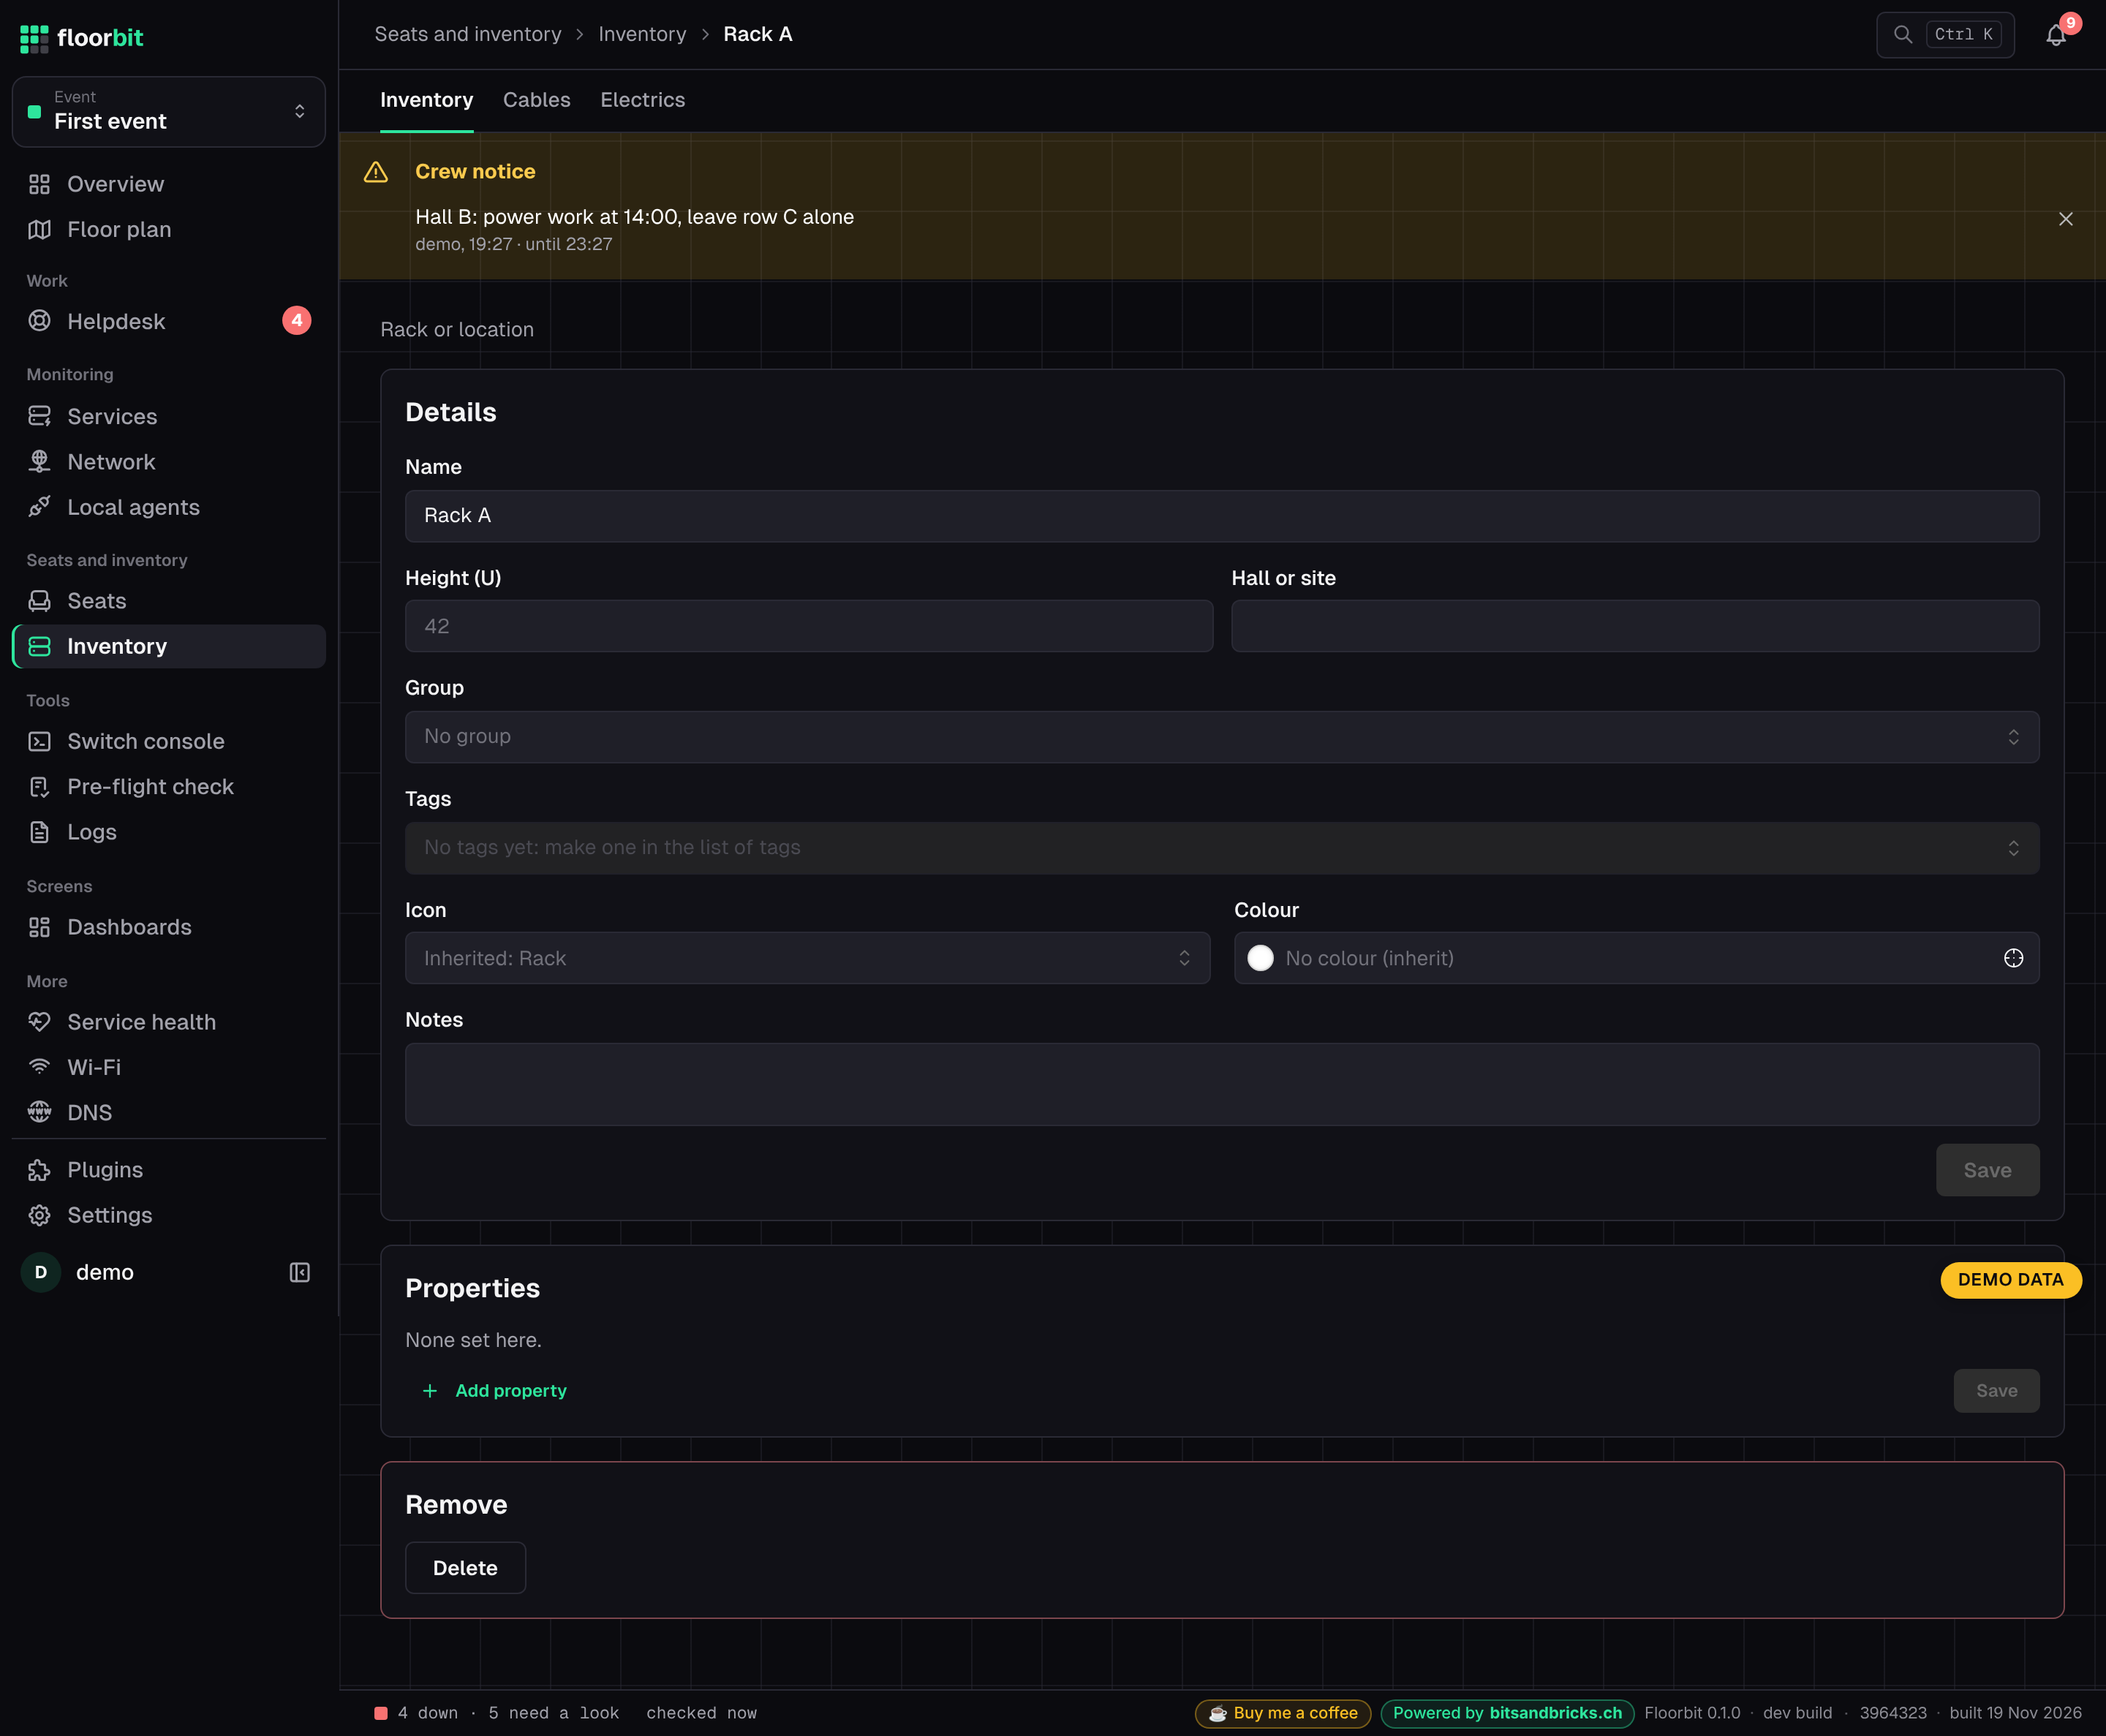 floorbit
Event
First event
Overview
Floor plan
Work
Helpdesk
4
Monitoring
Services
Network
Local agents
Seats and inventory
Seats
Inventory
Tools
Switch console
Pre-flight check
Logs
Screens
Dashboards
More
Service health
Wi-Fi
DNS
Plugins
Settings
D
demo
Seats and inventory > Inventory > Rack A
Ctrl K
9
Inventory Cables Electrics
Crew notice
Hall B: power work at 14:00, leave row C alone
demo, 19:27 · until 23:27
Rack or location
Details
Name
Rack A
Height (U) Hall or site
42
Group
No group
Tags
No tags yet: make one in the list of tags
Icon Colour
Inherited: Rack No colour (inherit)
Notes
Save
Properties
DEMO DATA
None set here.
+ Add property
Save
Remove
Delete
4 down · 5 need a look checked now
Buy me a coffee
Powered by bitsandbricks.ch
Floorbit 0.1.0 · dev build · 3964323 · built 19 Nov 2026